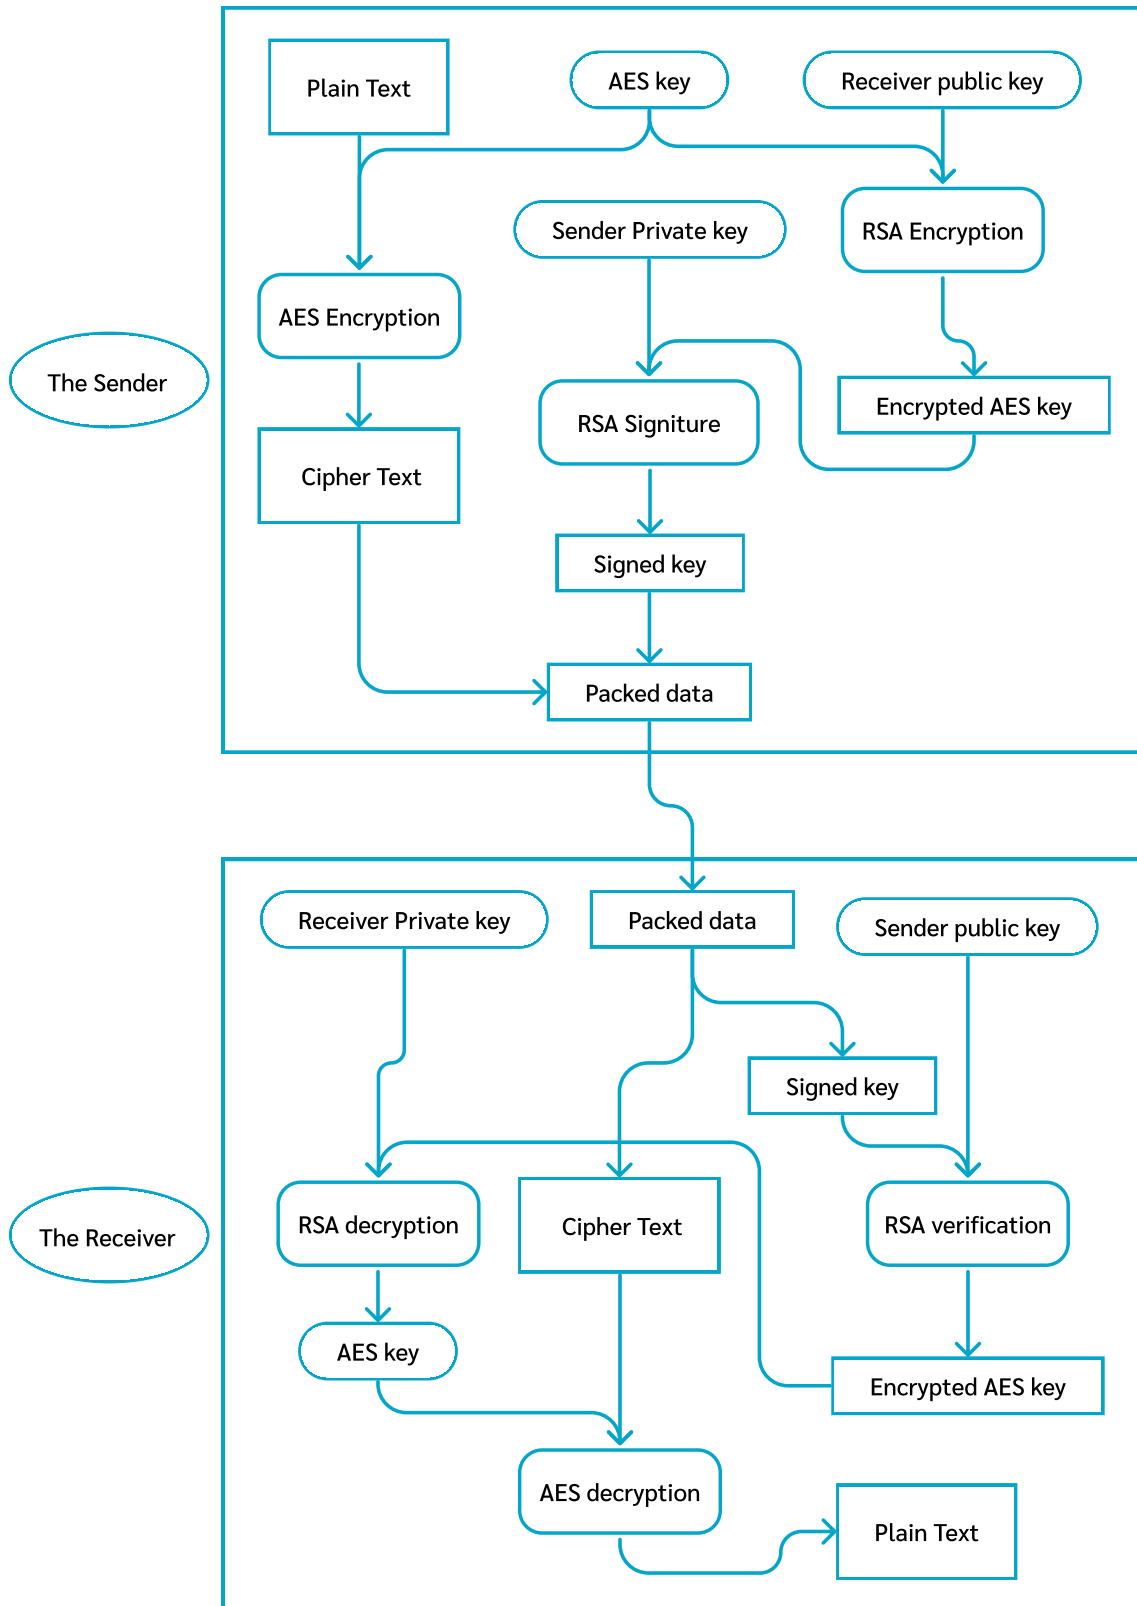 Plain Text
AES key
Receiver public key
Sender Private key
RSA Encryption
AES Encryption
The Sender
Encrypted AES key
RSA Signiture
Cipher Text
Signed key
Packed data
Receiver Private key
Packed data
Sender public key
Signed key
RSA decryption
Cipher Text
RSA verification
The Receiver
AES key
Encrypted AES key
AES decryption
Plain Text